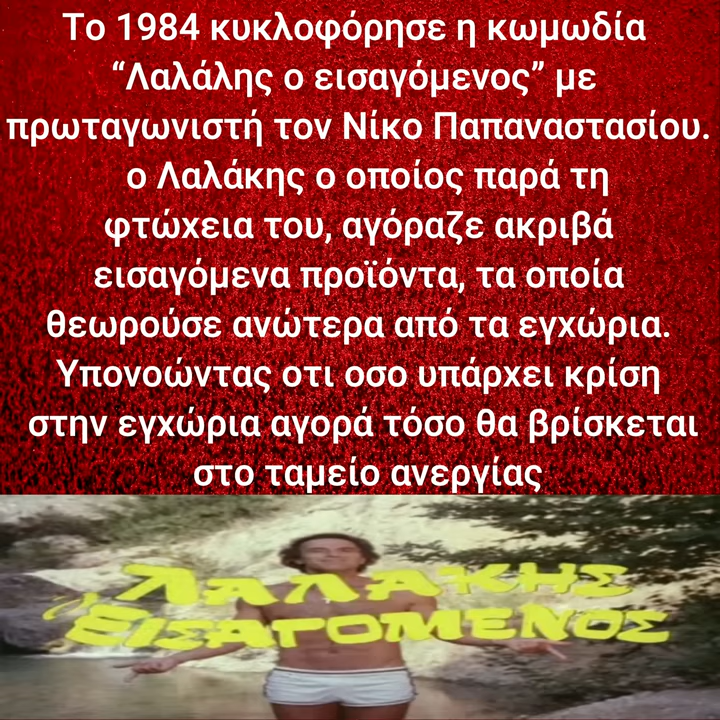 Το 1984 κυκλοφόρησε η κωμωδία
“Λαλάλης ο εισαγόμενος” με
πρωταγωνιστή τον Νίκο Παπαναστασίου.
ο Λαλάκης ο οποίος παρά τη
φτώχεια του, αγόραζε ακριβά
εισαγόμενα προϊόντα, τα οποία
θεωρούσε ανώτερα από τα εγχώρια.
Υπονοώντας οτι οσο υπάρχει κρίση
στην εγχώρια αγορά τόσο θα βρίσκεται
στο ταμείο ανεργίας
ΛΑΛΑΚΗΣ
ο ΕΙΣΑΓΟΜΕΝΟΣ